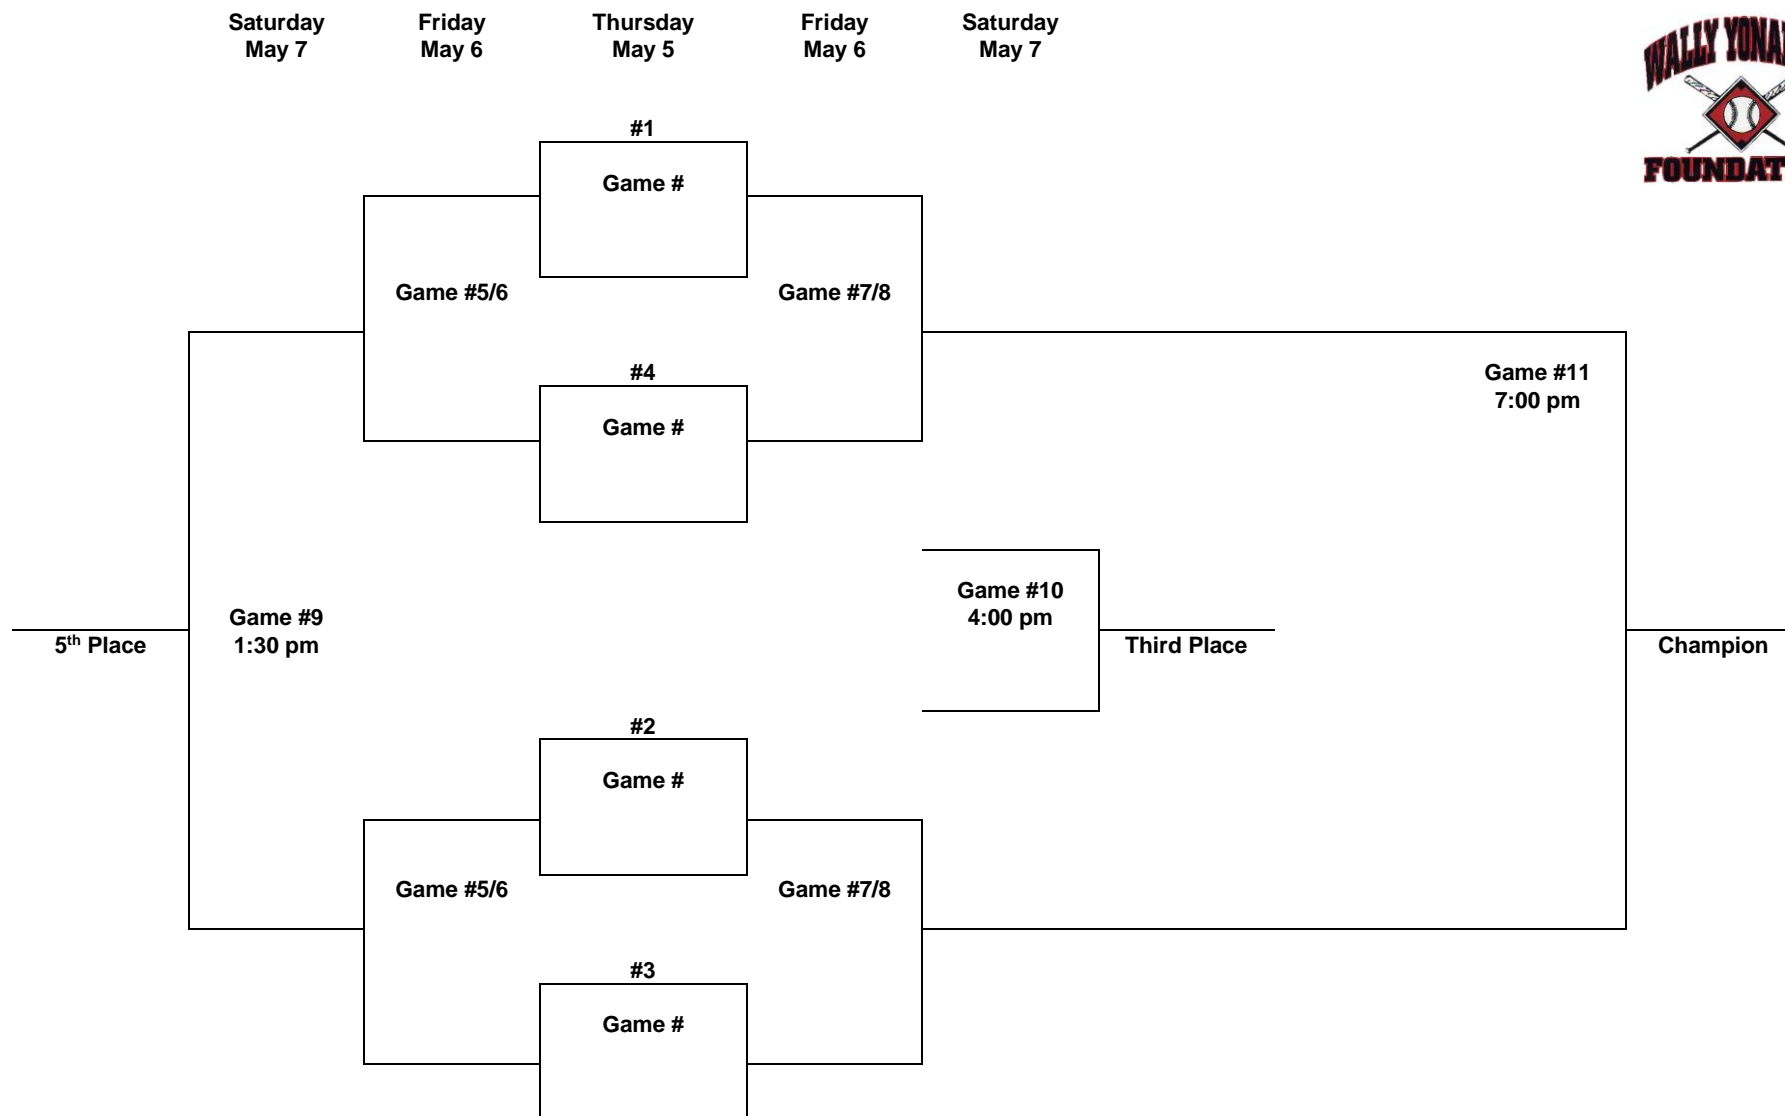 Saturday Friday Thursday Friday Saturday
May 7 May 6 May 5 May 6 May 7
WALLY
FOUNDAT
#1
Game #
Game #5/6 Game #7/8
#4
Game #11
7:00 pm
Game #
Game #10
4:00 pm
Game #9
1:30 pm
5th Place
Third Place
Champion
#2
Game #
Game #5/6 Game #7/8
#3
Game #